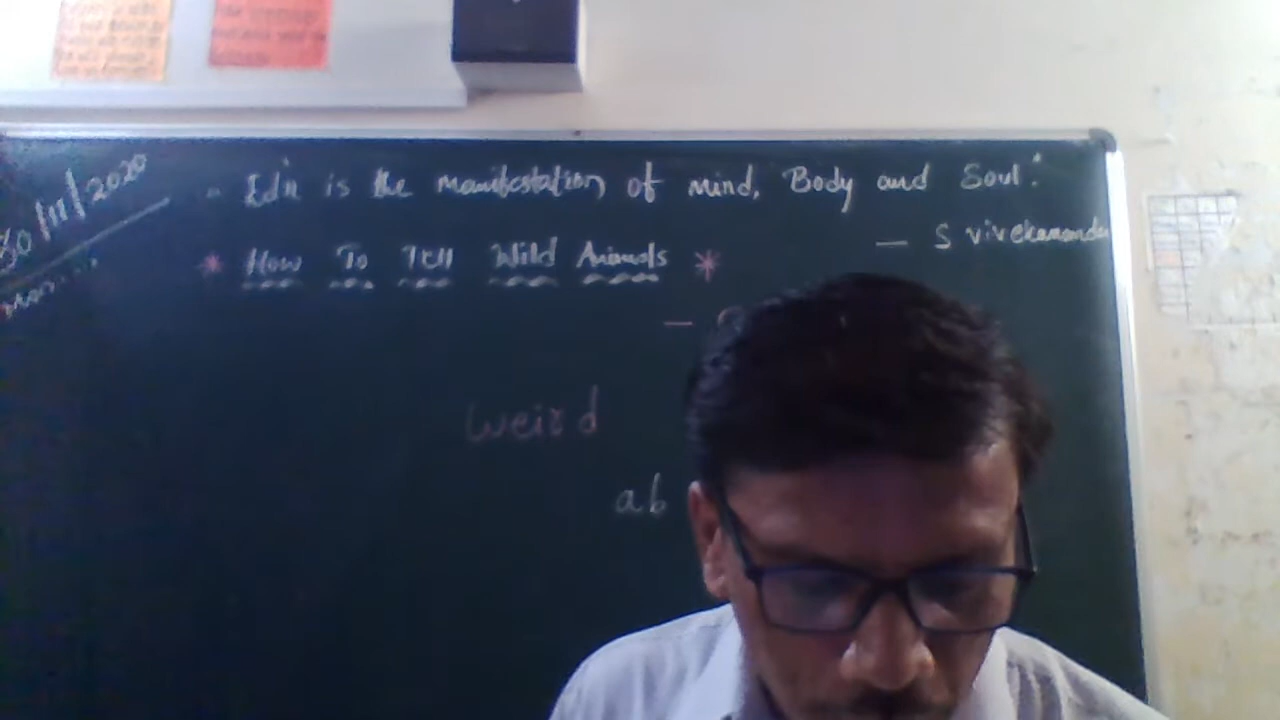 30/11/2020
" Edn is the manifestation of mind, Body and Soul."
— S vivekananda
* How To Tell Wild Animals *
—
weird
ab